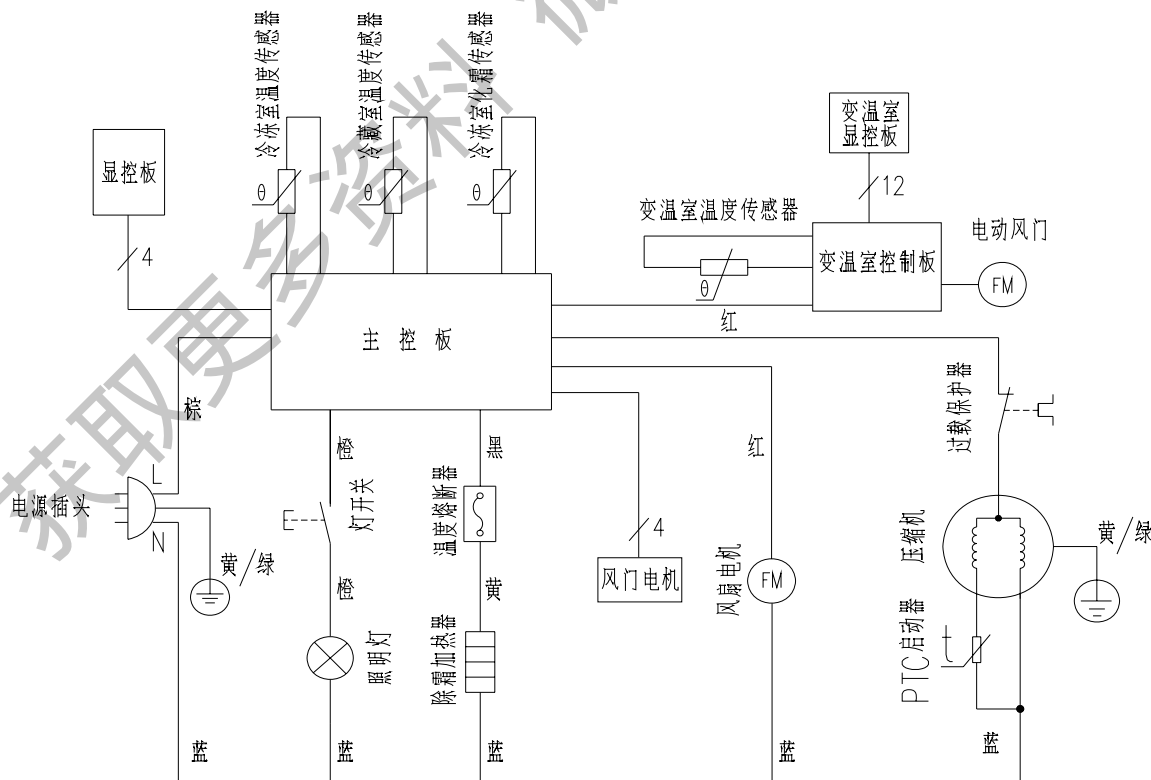 冷冻室温度传感器
冷藏室温度传感器
冷冻室化霜传感器
显控板
变温室
显控板
θ
θ
θ
12
变温室温度传感器
4
电动风门
变温室控制板
θ
FM
红
主控板
棕
过载保护器
橙
黑
红
L
电源插头
N
灯开关
温度熔断器
4
压缩机
黄/绿
黄/绿
风门电机
风扇电机
FM
橙
黄
照明灯
除霜加热器
PTC启动器
t
蓝
蓝
蓝
蓝
蓝
获取更多资料